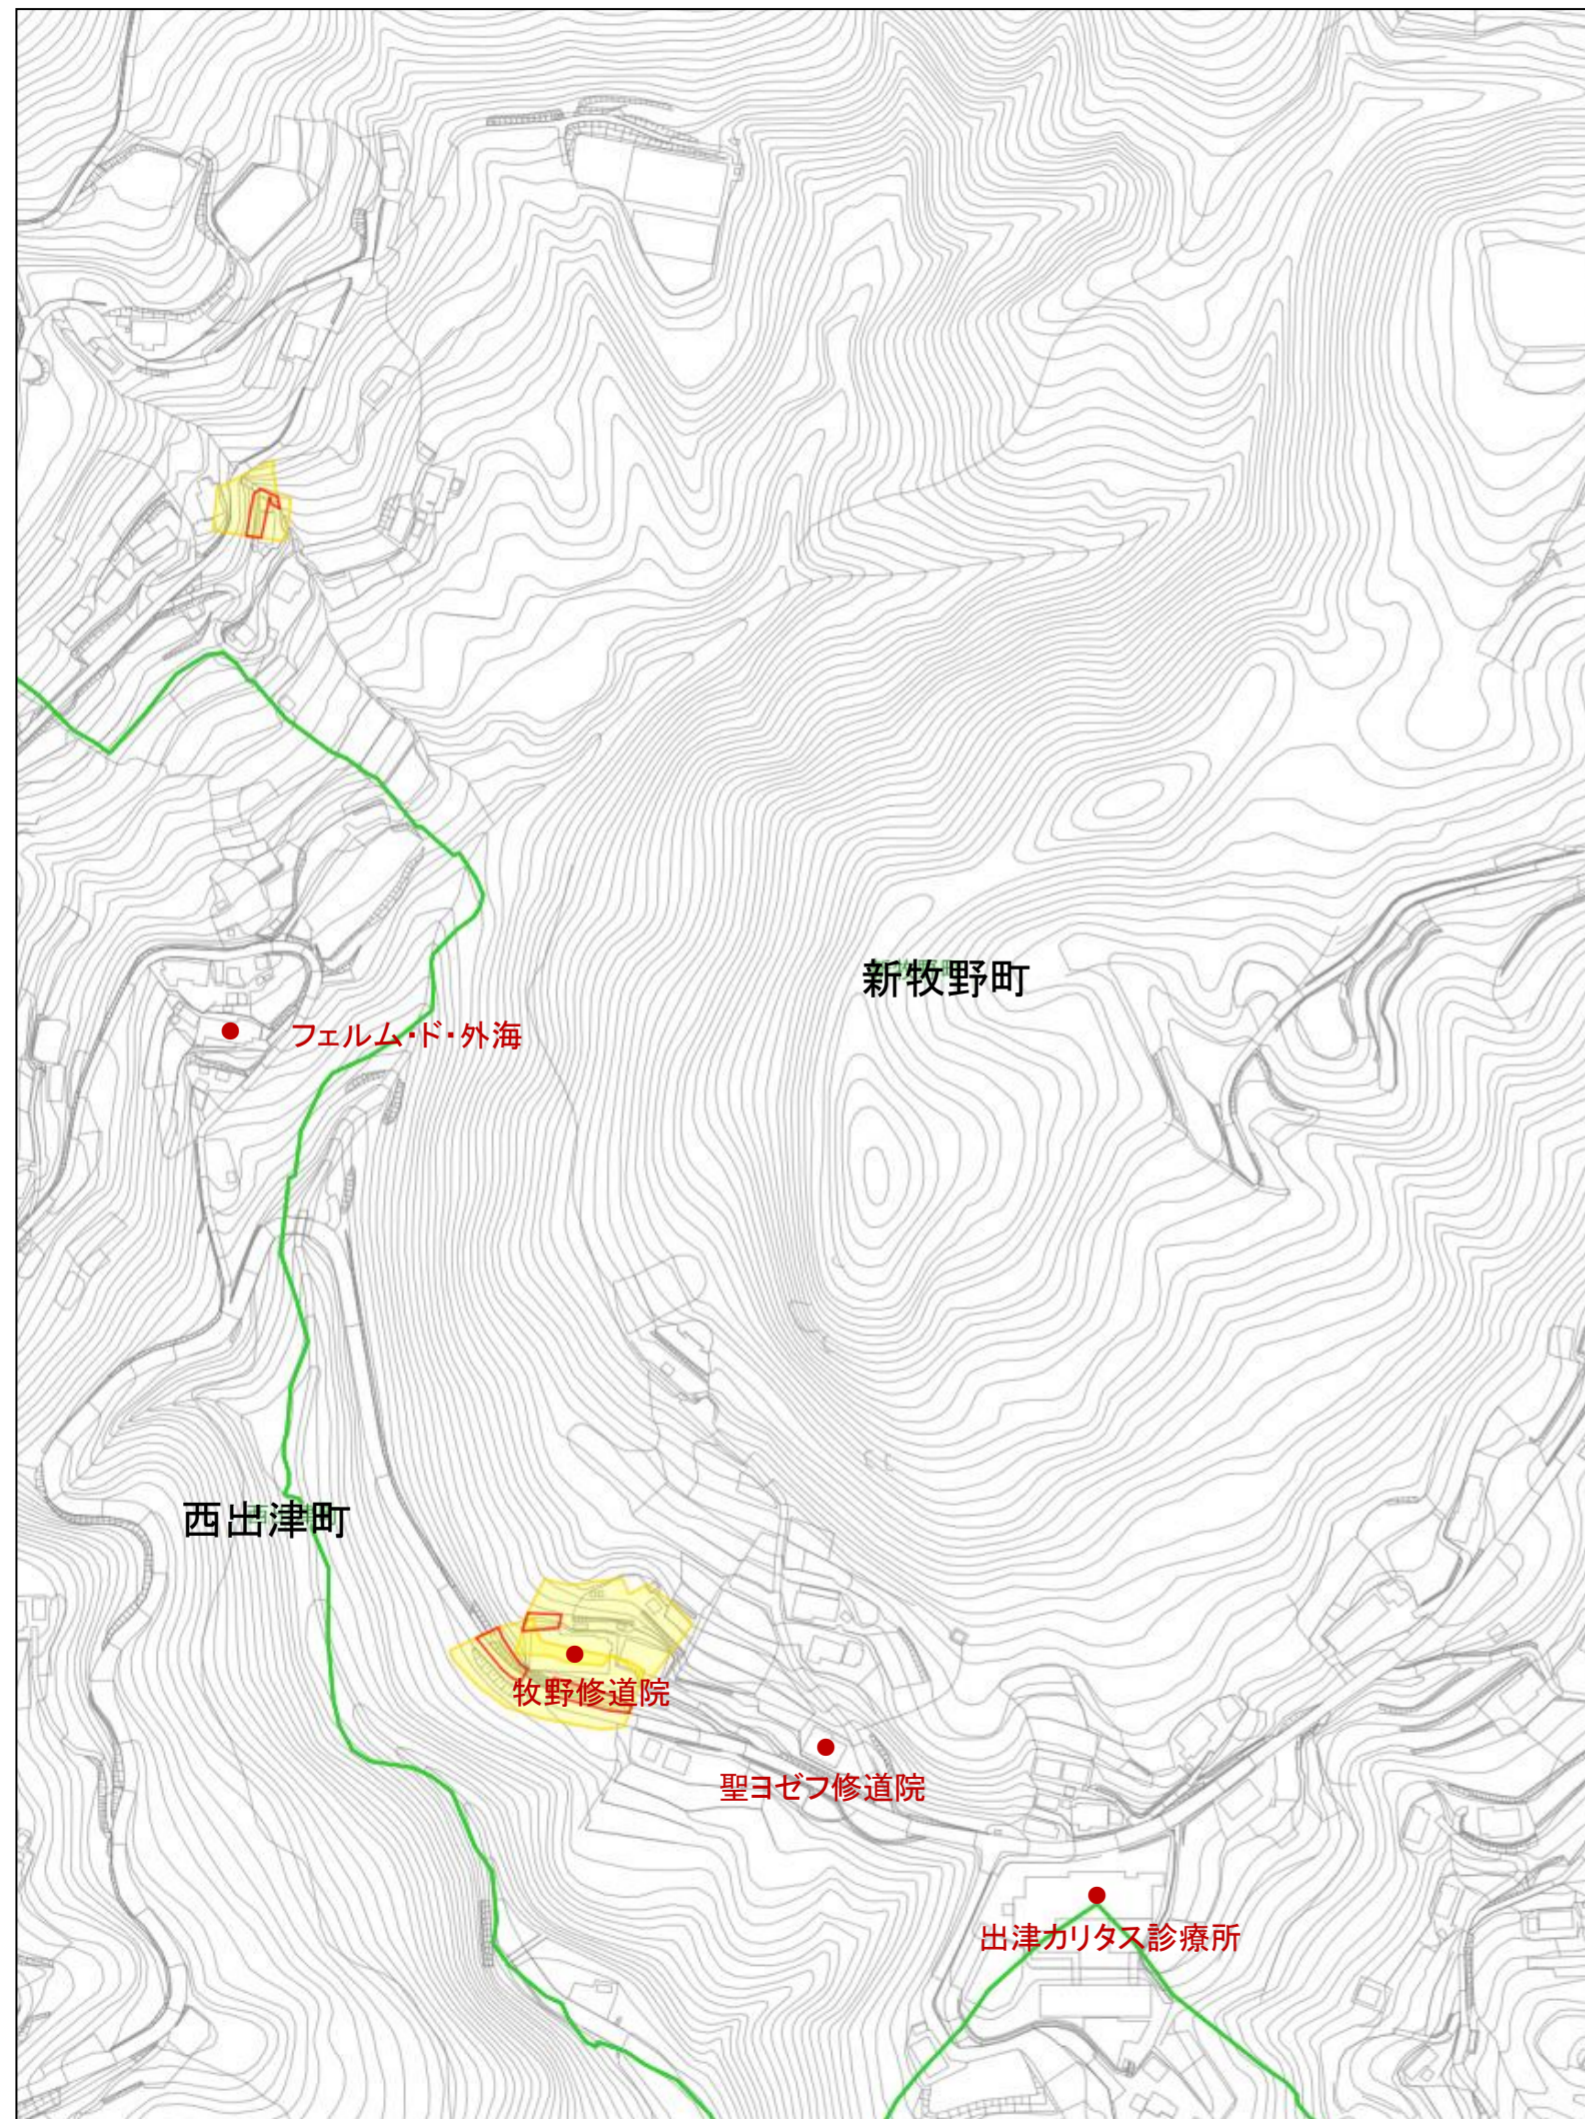 新牧野町
フェルム・ド・外海
西出津町
牧野修道院
聖ヨゼフ修道院
出津カリタス診療所